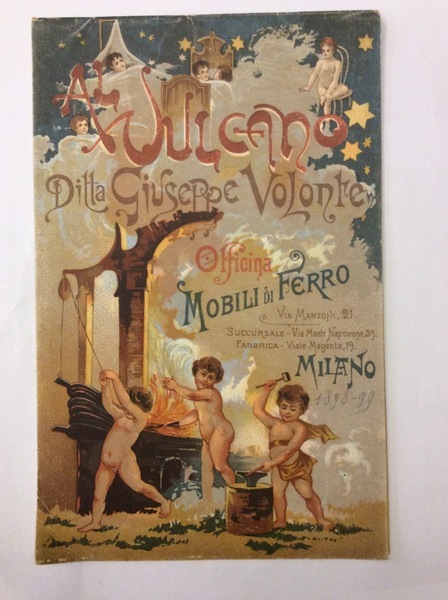 AL VULCANO
Ditta Giuseppe Volonté
Officina
MOBILI di FERRO
VIA MANZONI, 21.
SUCCURSALE - Via Monte Napoleone, 39.
FABBRICA - Viale Magenta, 19.
MILANO
1898-99